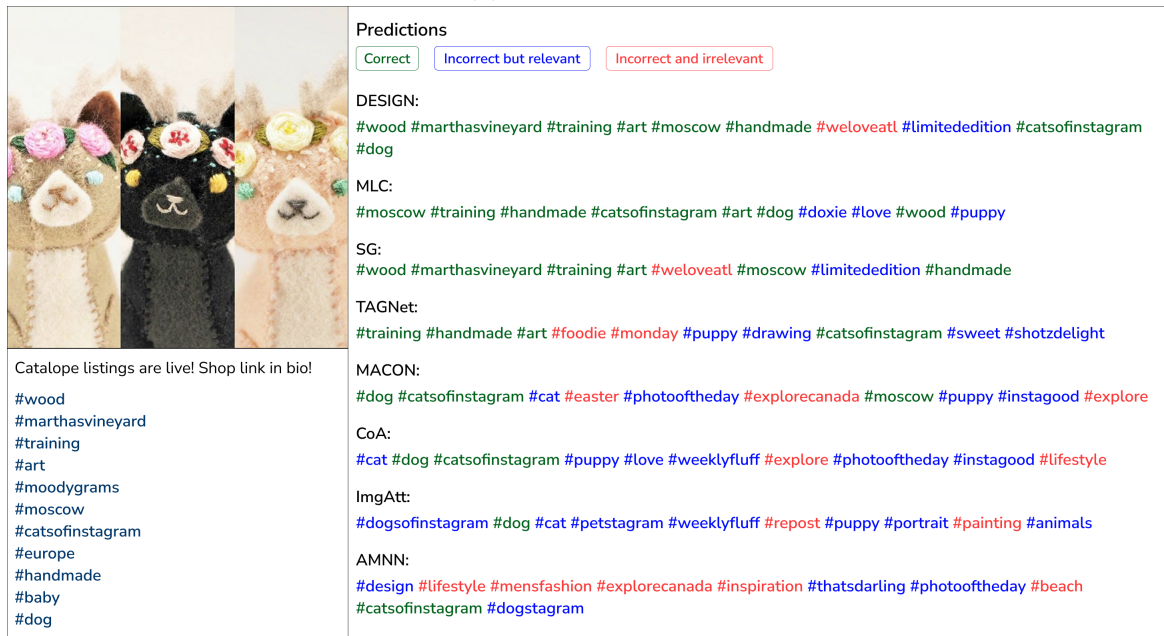 Catalope listings are live! Shop link in bio!
#wood
#marthasvineyard
#training
#art
#moodygrams
#moscow
#catsofinstagram
#europe
#handmade
#baby
#dog
Predictions
Correct Incorrect but relevant Incorrect and irrelevant
DESIGN:
#wood #marthasvineyard #training #art #moscow #handmade #weloveatl #limitededition #catsofinstagram
#dog
MLC:
#moscow #training #handmade #catsofinstagram #art #dog #doxie #love #wood #puppy
SG:
#wood #marthasvineyard #training #art #weloveatl #moscow #limitededition #handmade
TAGNet:
#training #handmade #art #foodie #monday #puppy #drawing #catsofinstagram #sweet #shotzdelight
MACON:
#dog #catsofinstagram #cat #easter #photooftheday #explorecanada #moscow #puppy #instagood #explore
CoA:
#cat #dog #catsofinstagram #puppy #love #weeklyfluff #explore #photooftheday #instagood #lifestyle
ImgAtt:
#dogsofinstagram #dog #cat #petstagram #weeklyfluff #repost #puppy #portrait #painting #animals
AMNN:
#design #lifestyle #mensfashion #explorecanada #inspiration #thatsdarling #photooftheday #beach
#catsofinstagram #dogstagram